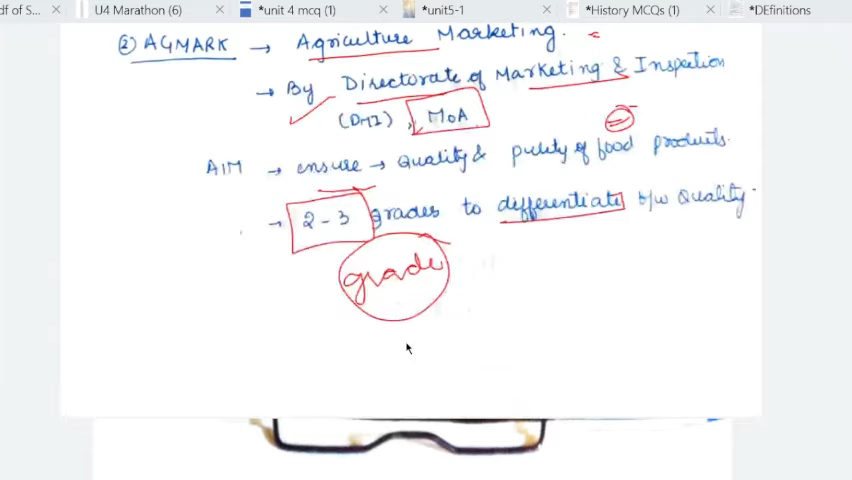 df of S...
U4 Marathon (6)
*unit 4 mcq (1)
*unit5-1
*History MCQs (1)
*DEfinitions
② AGMARK → Agriculture Marketing.
→ By Directorate of Marketing & Inspection
(DMI), MoA
AIM → ensure → Quality & purity of food products.
→ 2-3 grades to differentiate b/w Quality.
grade